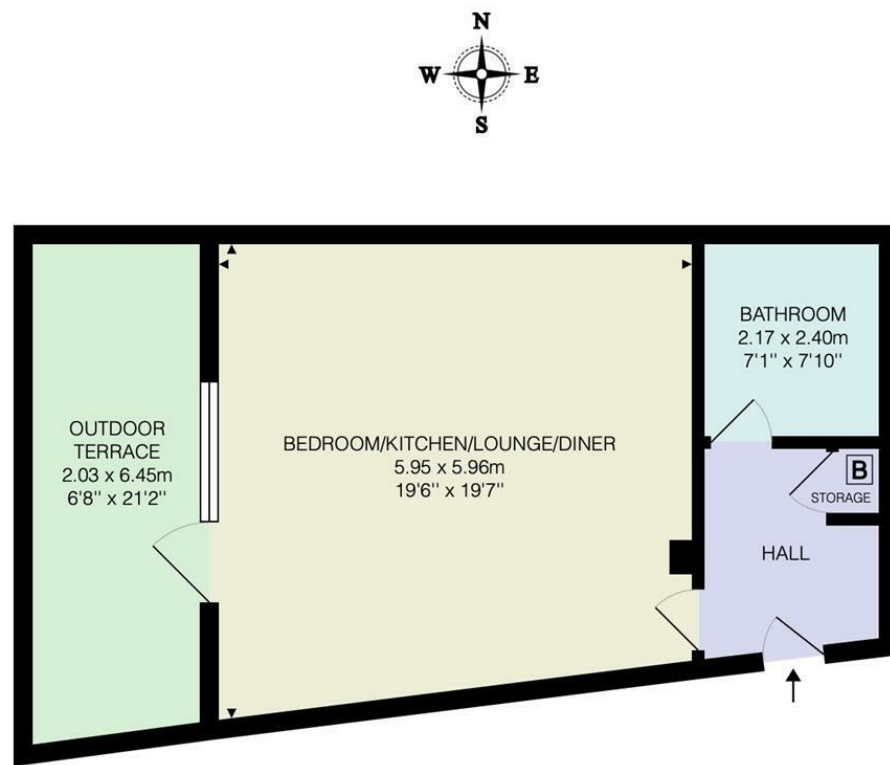 N
W E
S
OUTDOOR
TERRACE
2.03 x 6.45m
6'8'' x 21'2''
BEDROOM/KITCHEN/LOUNGE/DINER
5.95 x 5.96m
19'6'' x 19'7''
BATHROOM
2.17 x 2.40m
7'1'' x 7'10''
B
STORAGE
HALL